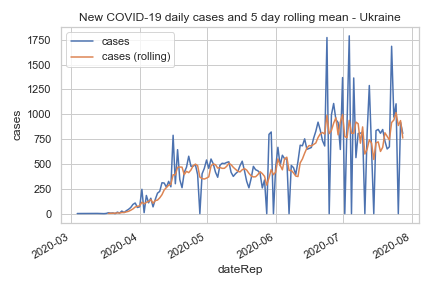 New COVID-19 daily cases and 5 day rolling mean - Ukraine
cases
cases (rolling)
1750
1500
1250
1000
750
500
250
0
cases
2020-03
2020-04
2020-05
2020-06
2020-07
2020-08
dateRep